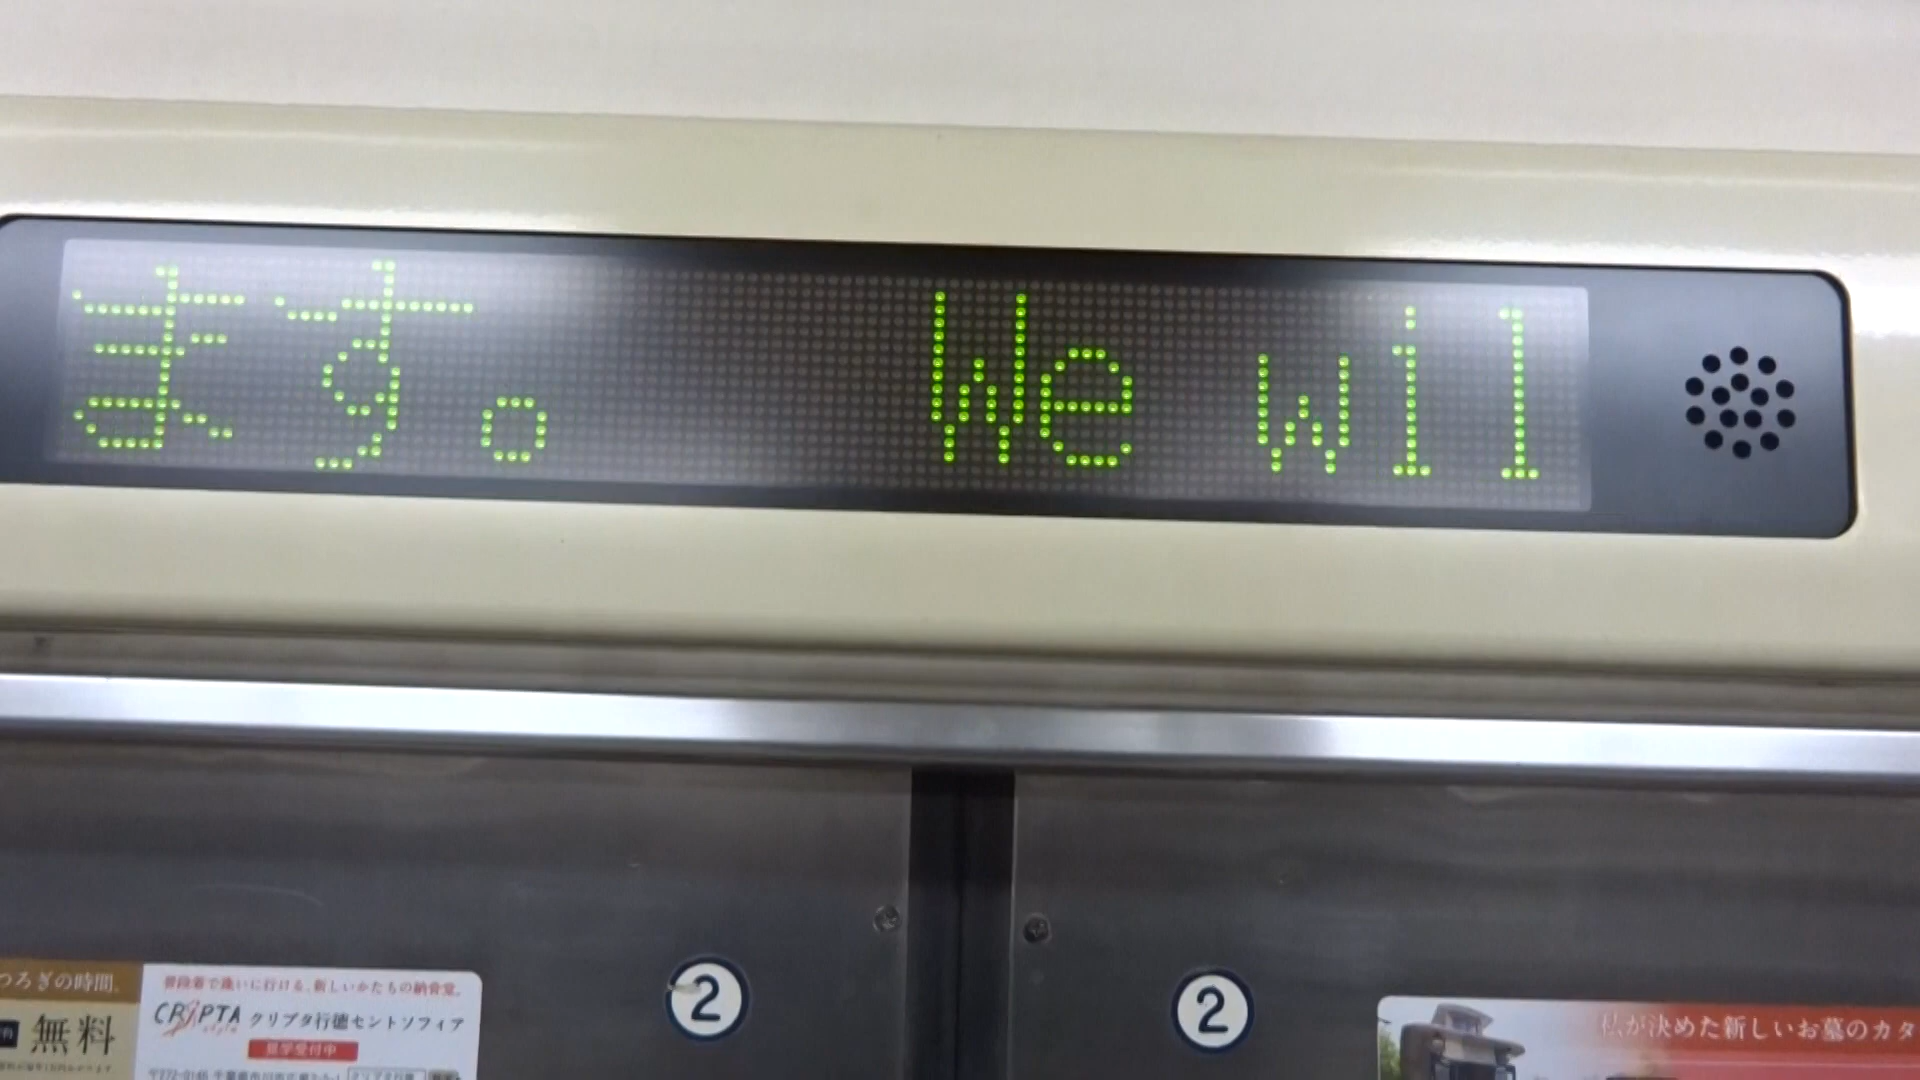 ます。 We wil
2
2
つろぎの時間。
無料
普段着で逢いに行ける、新しいかたちの納骨堂。
CRYPTA
style
クリプタ行徳セントソフィア
見学受付中
私が決めた新しいお墓のカタ